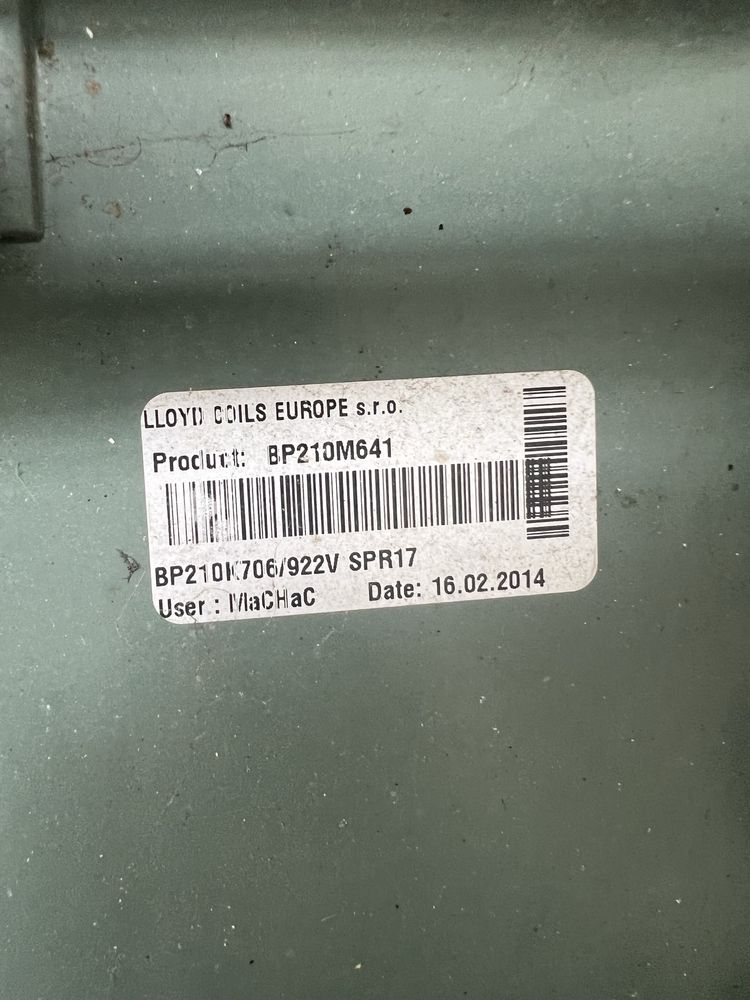 LLOYD COILS EUROPE s.r.o.
Product: BP210M641
BP210K706/922V SPR17
User : MaCHaC Date: 16.02.2014